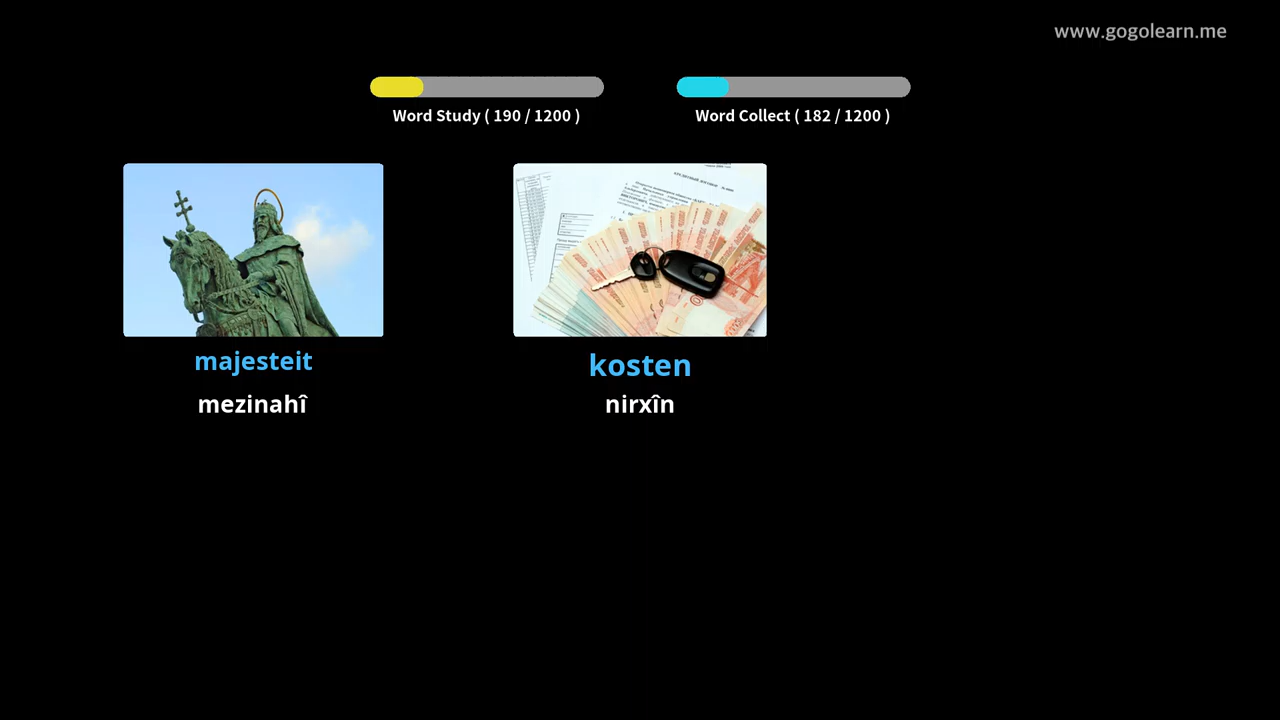 www.gogolearn.me
Word Study ( 190 / 1200 )
Word Collect ( 182 / 1200 )
majesteit
mezinahî
kosten
nirxîn